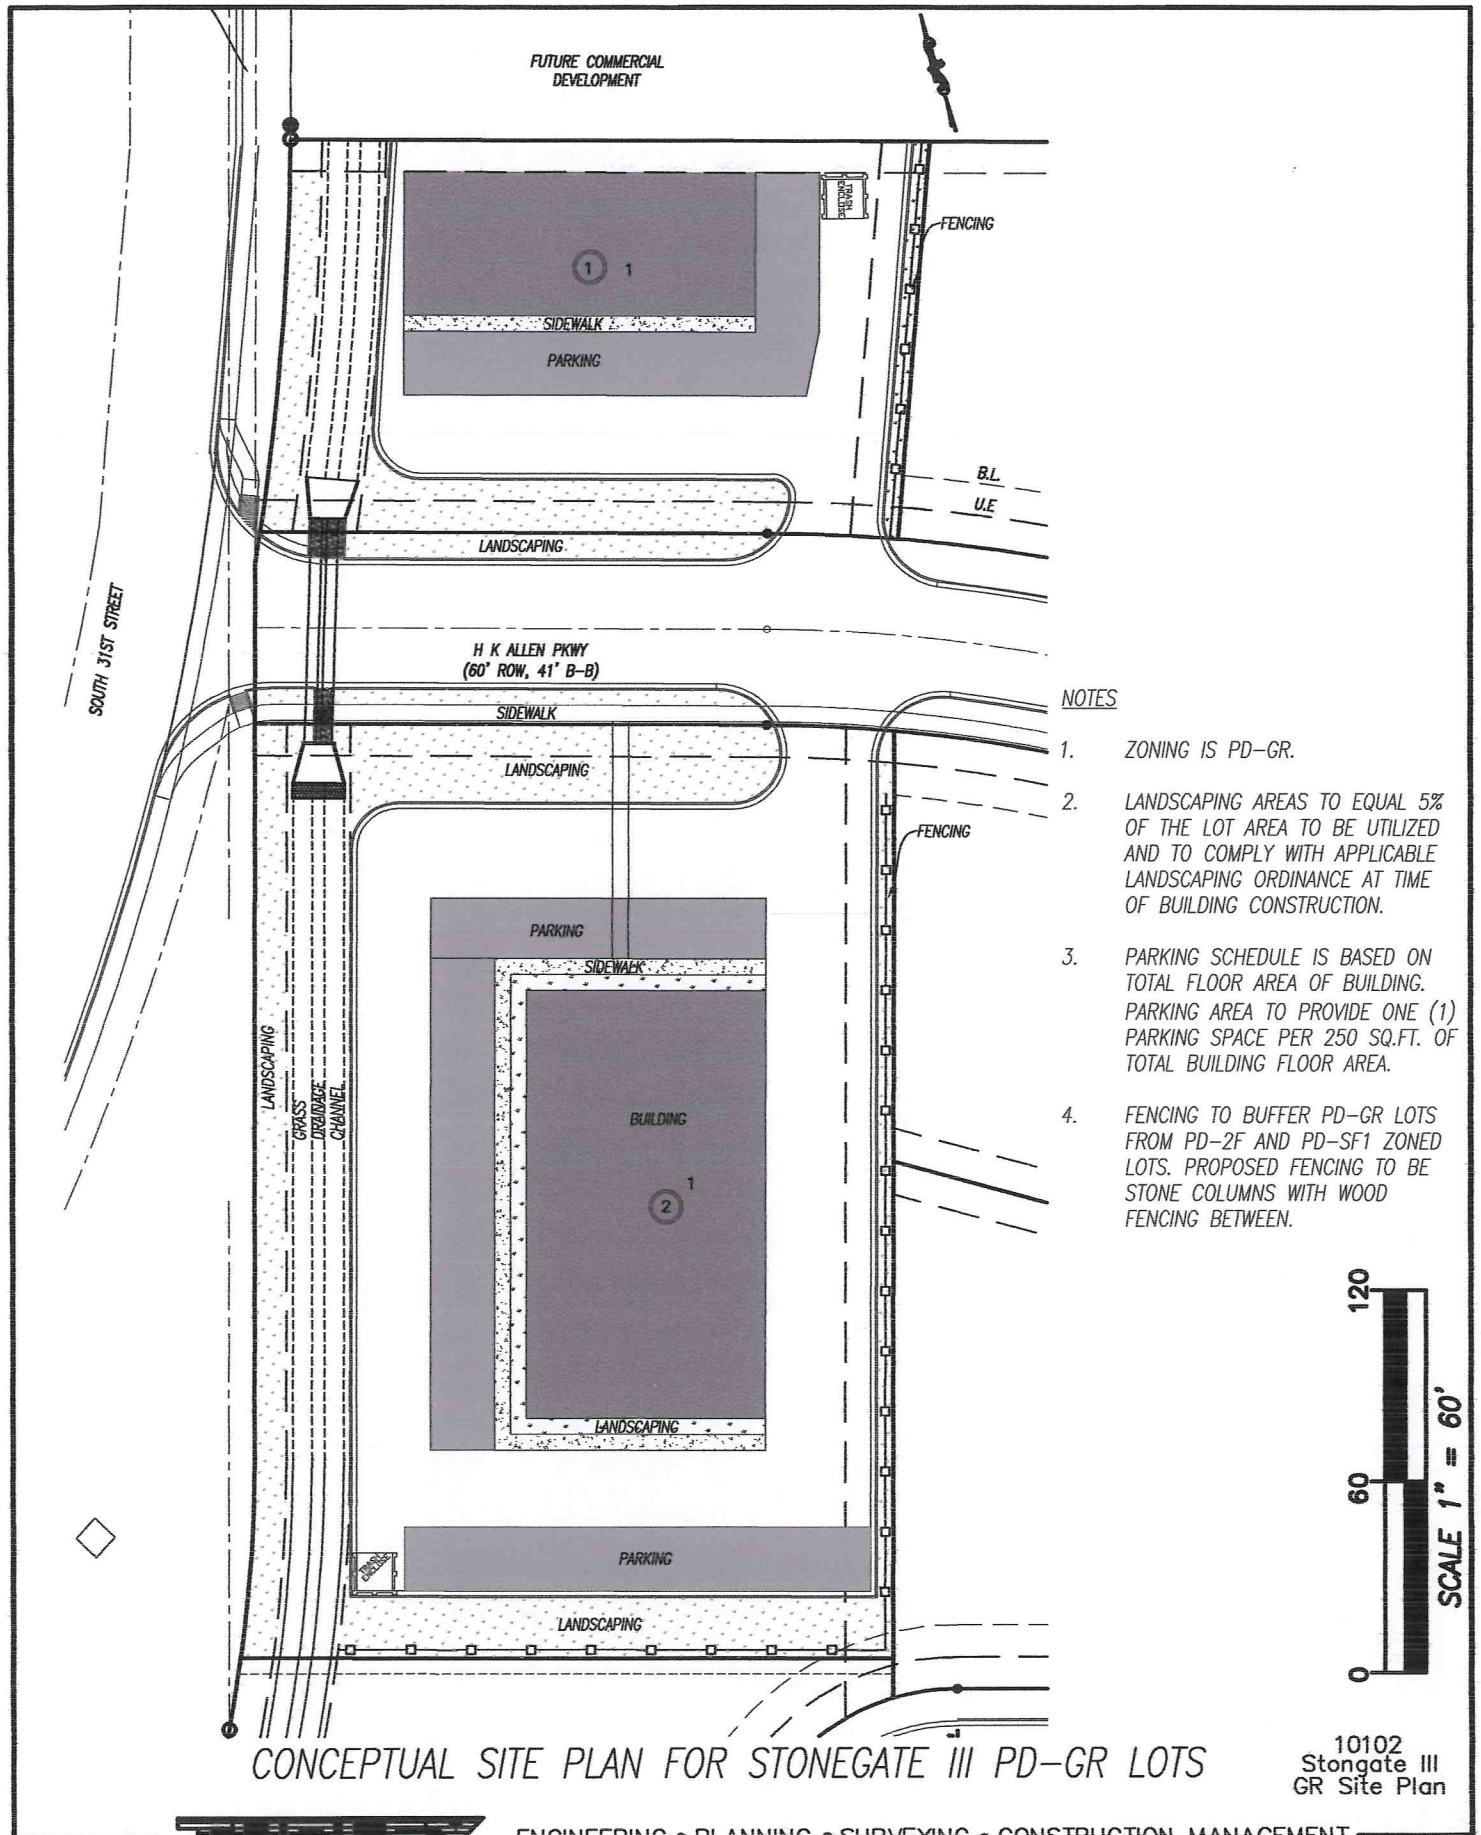 FUTURE COMMERCIAL
DEVELOPMENT
TRASH
ENCLOSE
FENCING
1
1
SIDEWALK
PARKING
B.L.
U.E
LANDSCAPING
SOUTH 31ST STREET
H K ALLEN PKWY
(60' ROW, 41' B-B)
SIDEWALK
LANDSCAPING
FENCING
PARKING
SIDEWALK
LANDSCAPING
GRASS
DRAINAGE
CHANNEL
BUILDING
1
2
LANDSCAPING
PARKING
TRASH
ENCLOSE
LANDSCAPING
NOTES
1. ZONING IS PD-GR.
2. LANDSCAPING AREAS TO EQUAL 5%
OF THE LOT AREA TO BE UTILIZED
AND TO COMPLY WITH APPLICABLE
LANDSCAPING ORDINANCE AT TIME
OF BUILDING CONSTRUCTION.
3. PARKING SCHEDULE IS BASED ON
TOTAL FLOOR AREA OF BUILDING.
PARKING AREA TO PROVIDE ONE (1)
PARKING SPACE PER 250 SQ.FT. OF
TOTAL BUILDING FLOOR AREA.
4. FENCING TO BUFFER PD-GR LOTS
FROM PD-2F AND PD-SF1 ZONED
LOTS. PROPOSED FENCING TO BE
STONE COLUMNS WITH WOOD
FENCING BETWEEN.
120
60
0
SCALE 1" = 60'
CONCEPTUAL SITE PLAN FOR STONEGATE III PD-GR LOTS
10102
Stongate III
GR Site Plan
ENGINEERING • PLANNING • SURVEYING • CONSTRUCTION MANAGEMENT